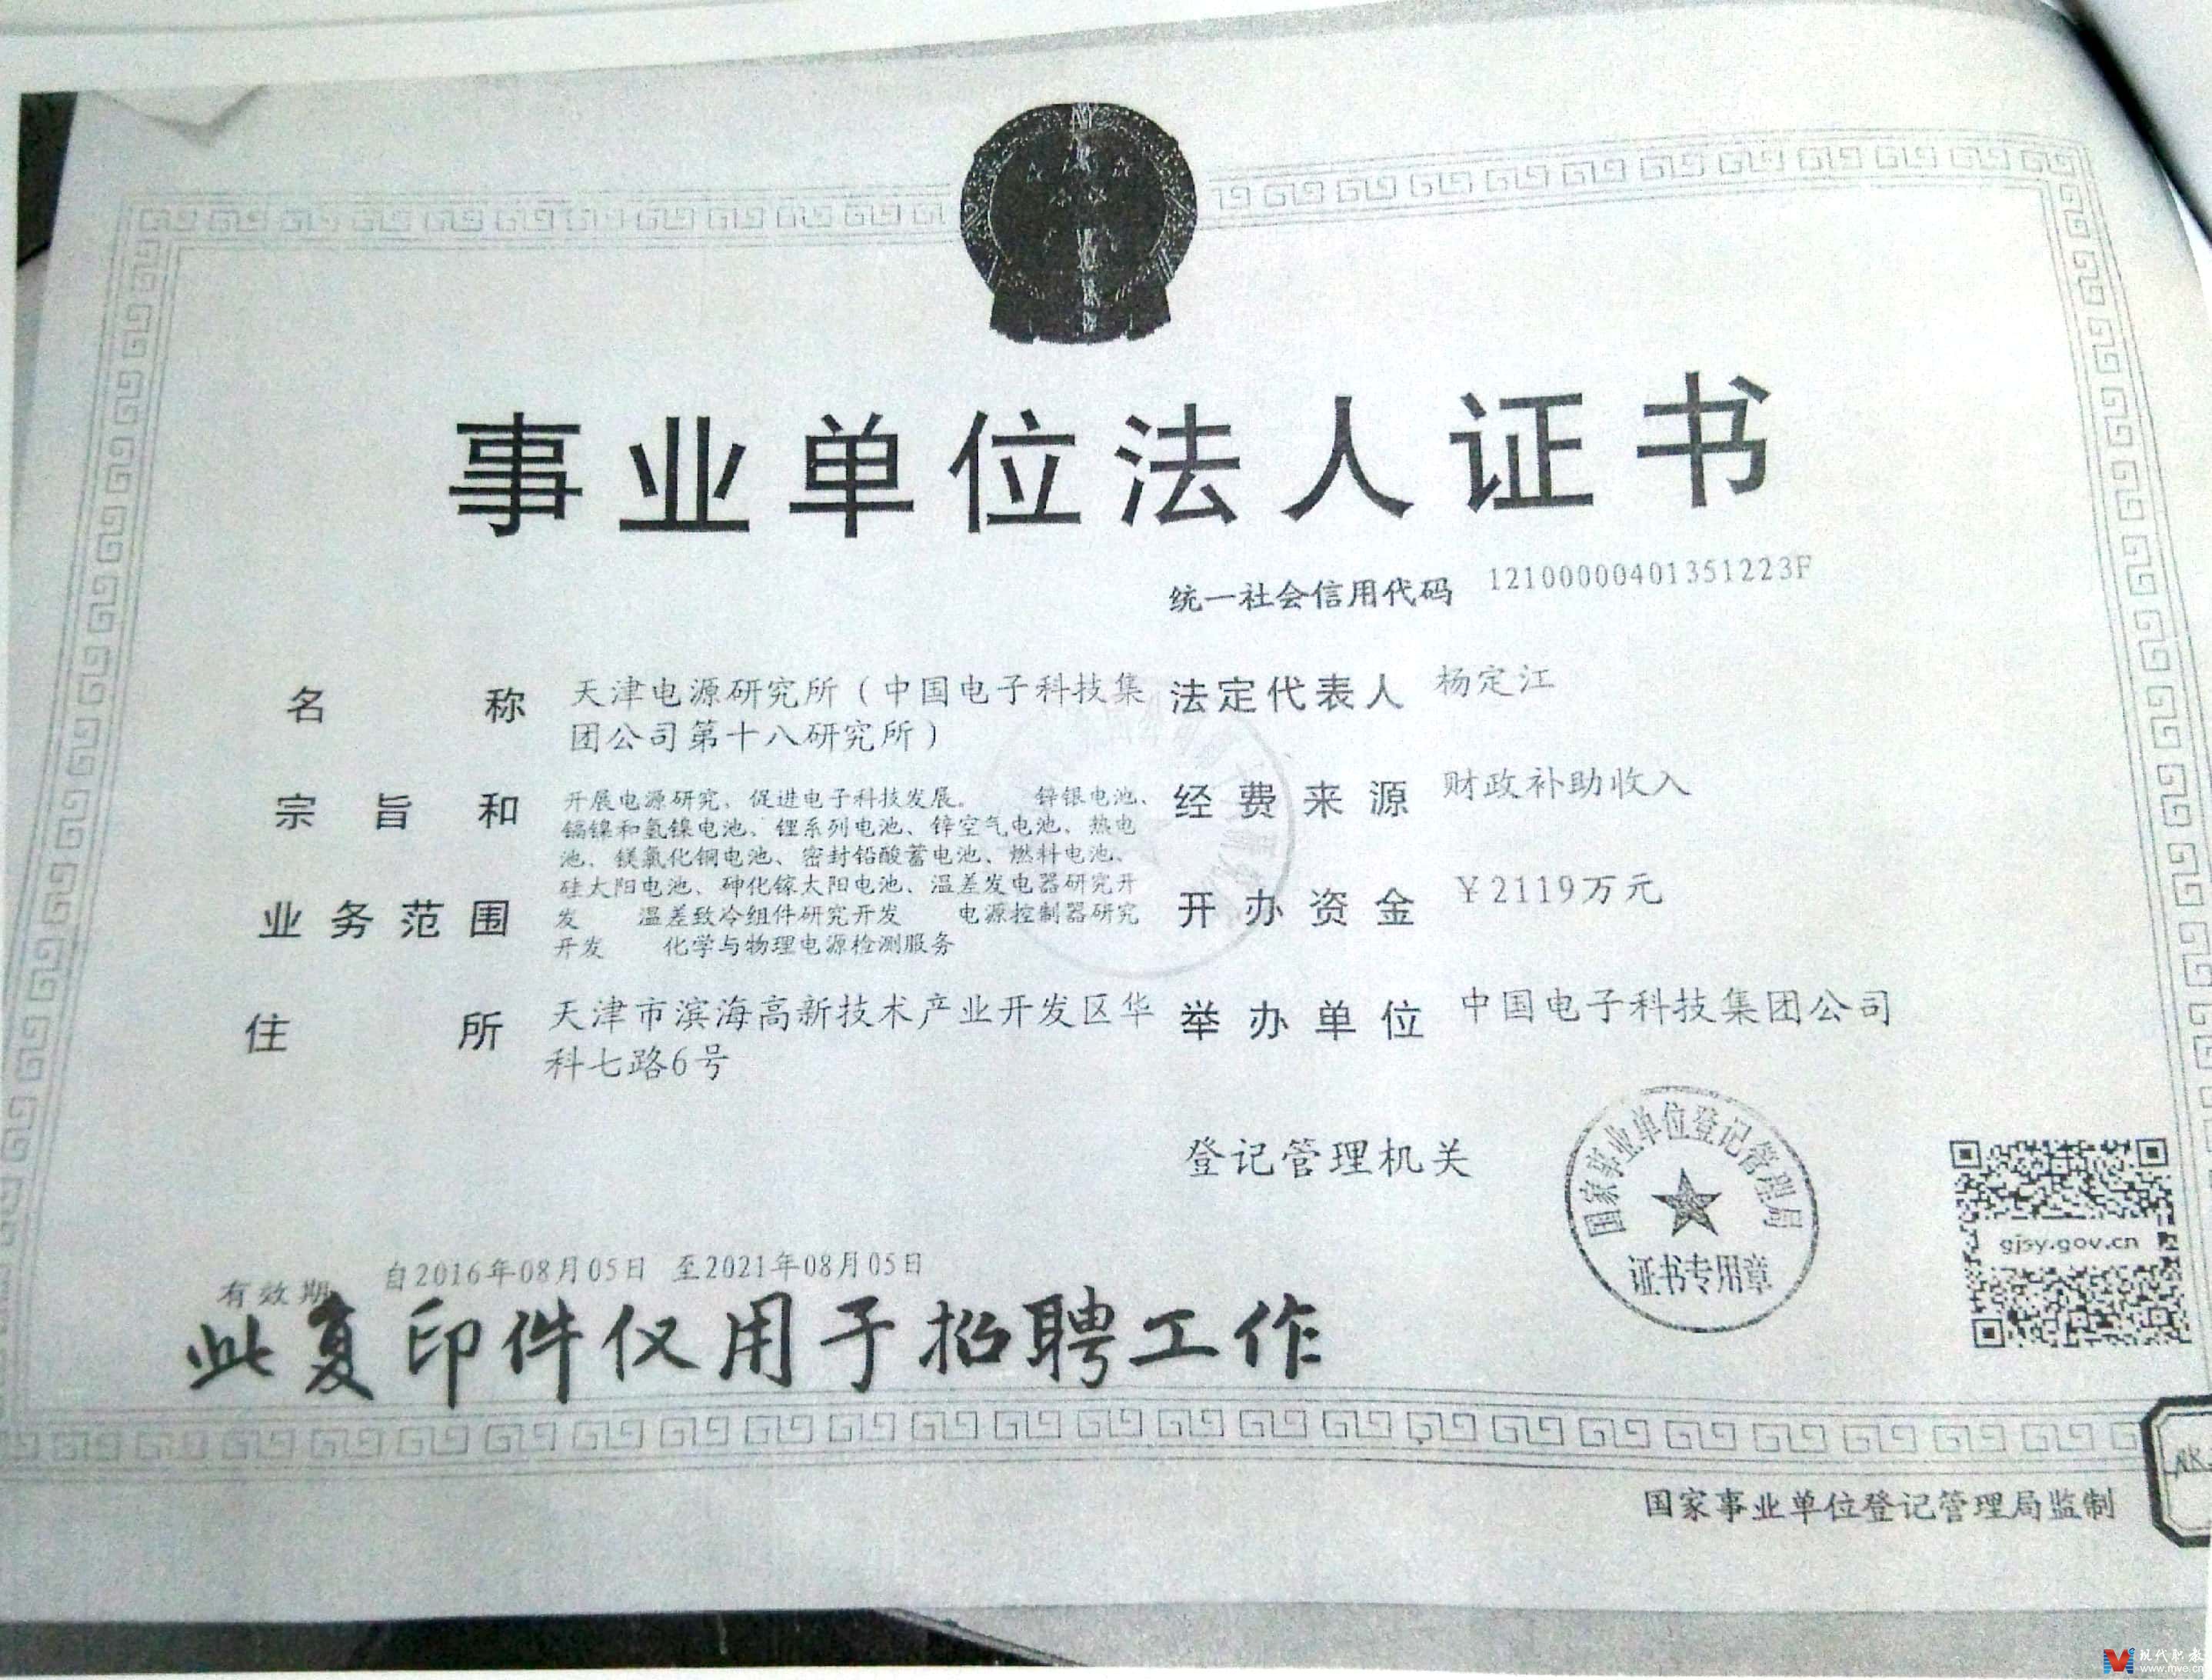 事业单位法人证书
统一社会信用代码 12100000401351223F
名称 天津电源研究所（中国电子科技集
团公司第十八研究所）
法定代表人 杨定江
宗旨和
业务范围
开展电源研究、促进电子科技发展。 锌银电池、
镉镍和氢镍电池、锂系列电池、锌空气电池、热电
池、镁氯化铜电池、密封铅酸蓄电池、燃料电池、
硅太阳电池、砷化镓太阳电池、温差发电器研究开
发 温差致冷组件研究开发 电源控制器研究
开发 化学与物理电源检测服务
经费来源 财政补助收入
开办资金 ¥2119万元
住所 天津市滨海高新技术产业开发区华
科七路6号
举办单位 中国电子科技集团公司
登记管理机关
国家事业单位登记管理局
证书专用章
gjsy.gov.cn
有效期 自2016年08月05日 至2021年08月05日
此复印件仅用于招聘工作
国家事业单位登记管理局监制
现代职教